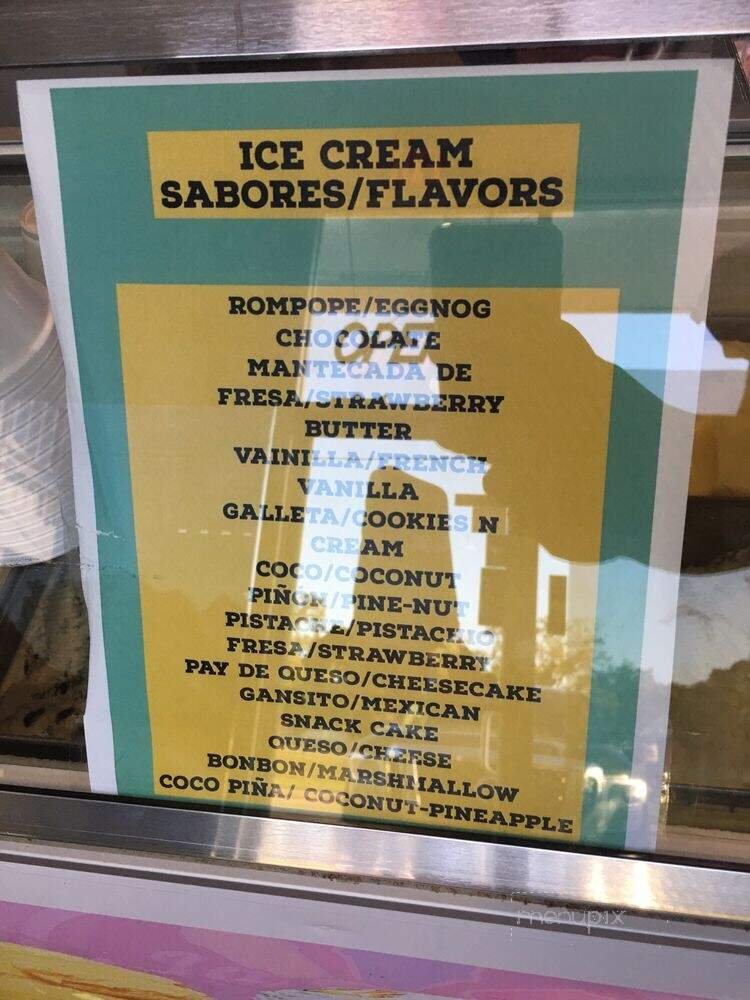 ICE CREAM
SABORES/FLAVORS
ROMPOPE/EGGNOG
CHOCOLATE
MANTECADA DE
FRESA/STRAWBERRY
BUTTER
VAINILLA/FRENCH
VANILLA
GALLETA/COOKIES N
CREAM
COCO/COCONUT
PIÑON/PINE-NUT
PISTACHE/PISTACHIO
FRESA/STRAWBERRY
PAY DE QUESO/CHEESECAKE
GANSITO/MEXICAN
SNACK CAKE
QUESO/CHEESE
BONBON/MARSHMALLOW
COCO PIÑA/ COCONUT-PINEAPPLE
menupix